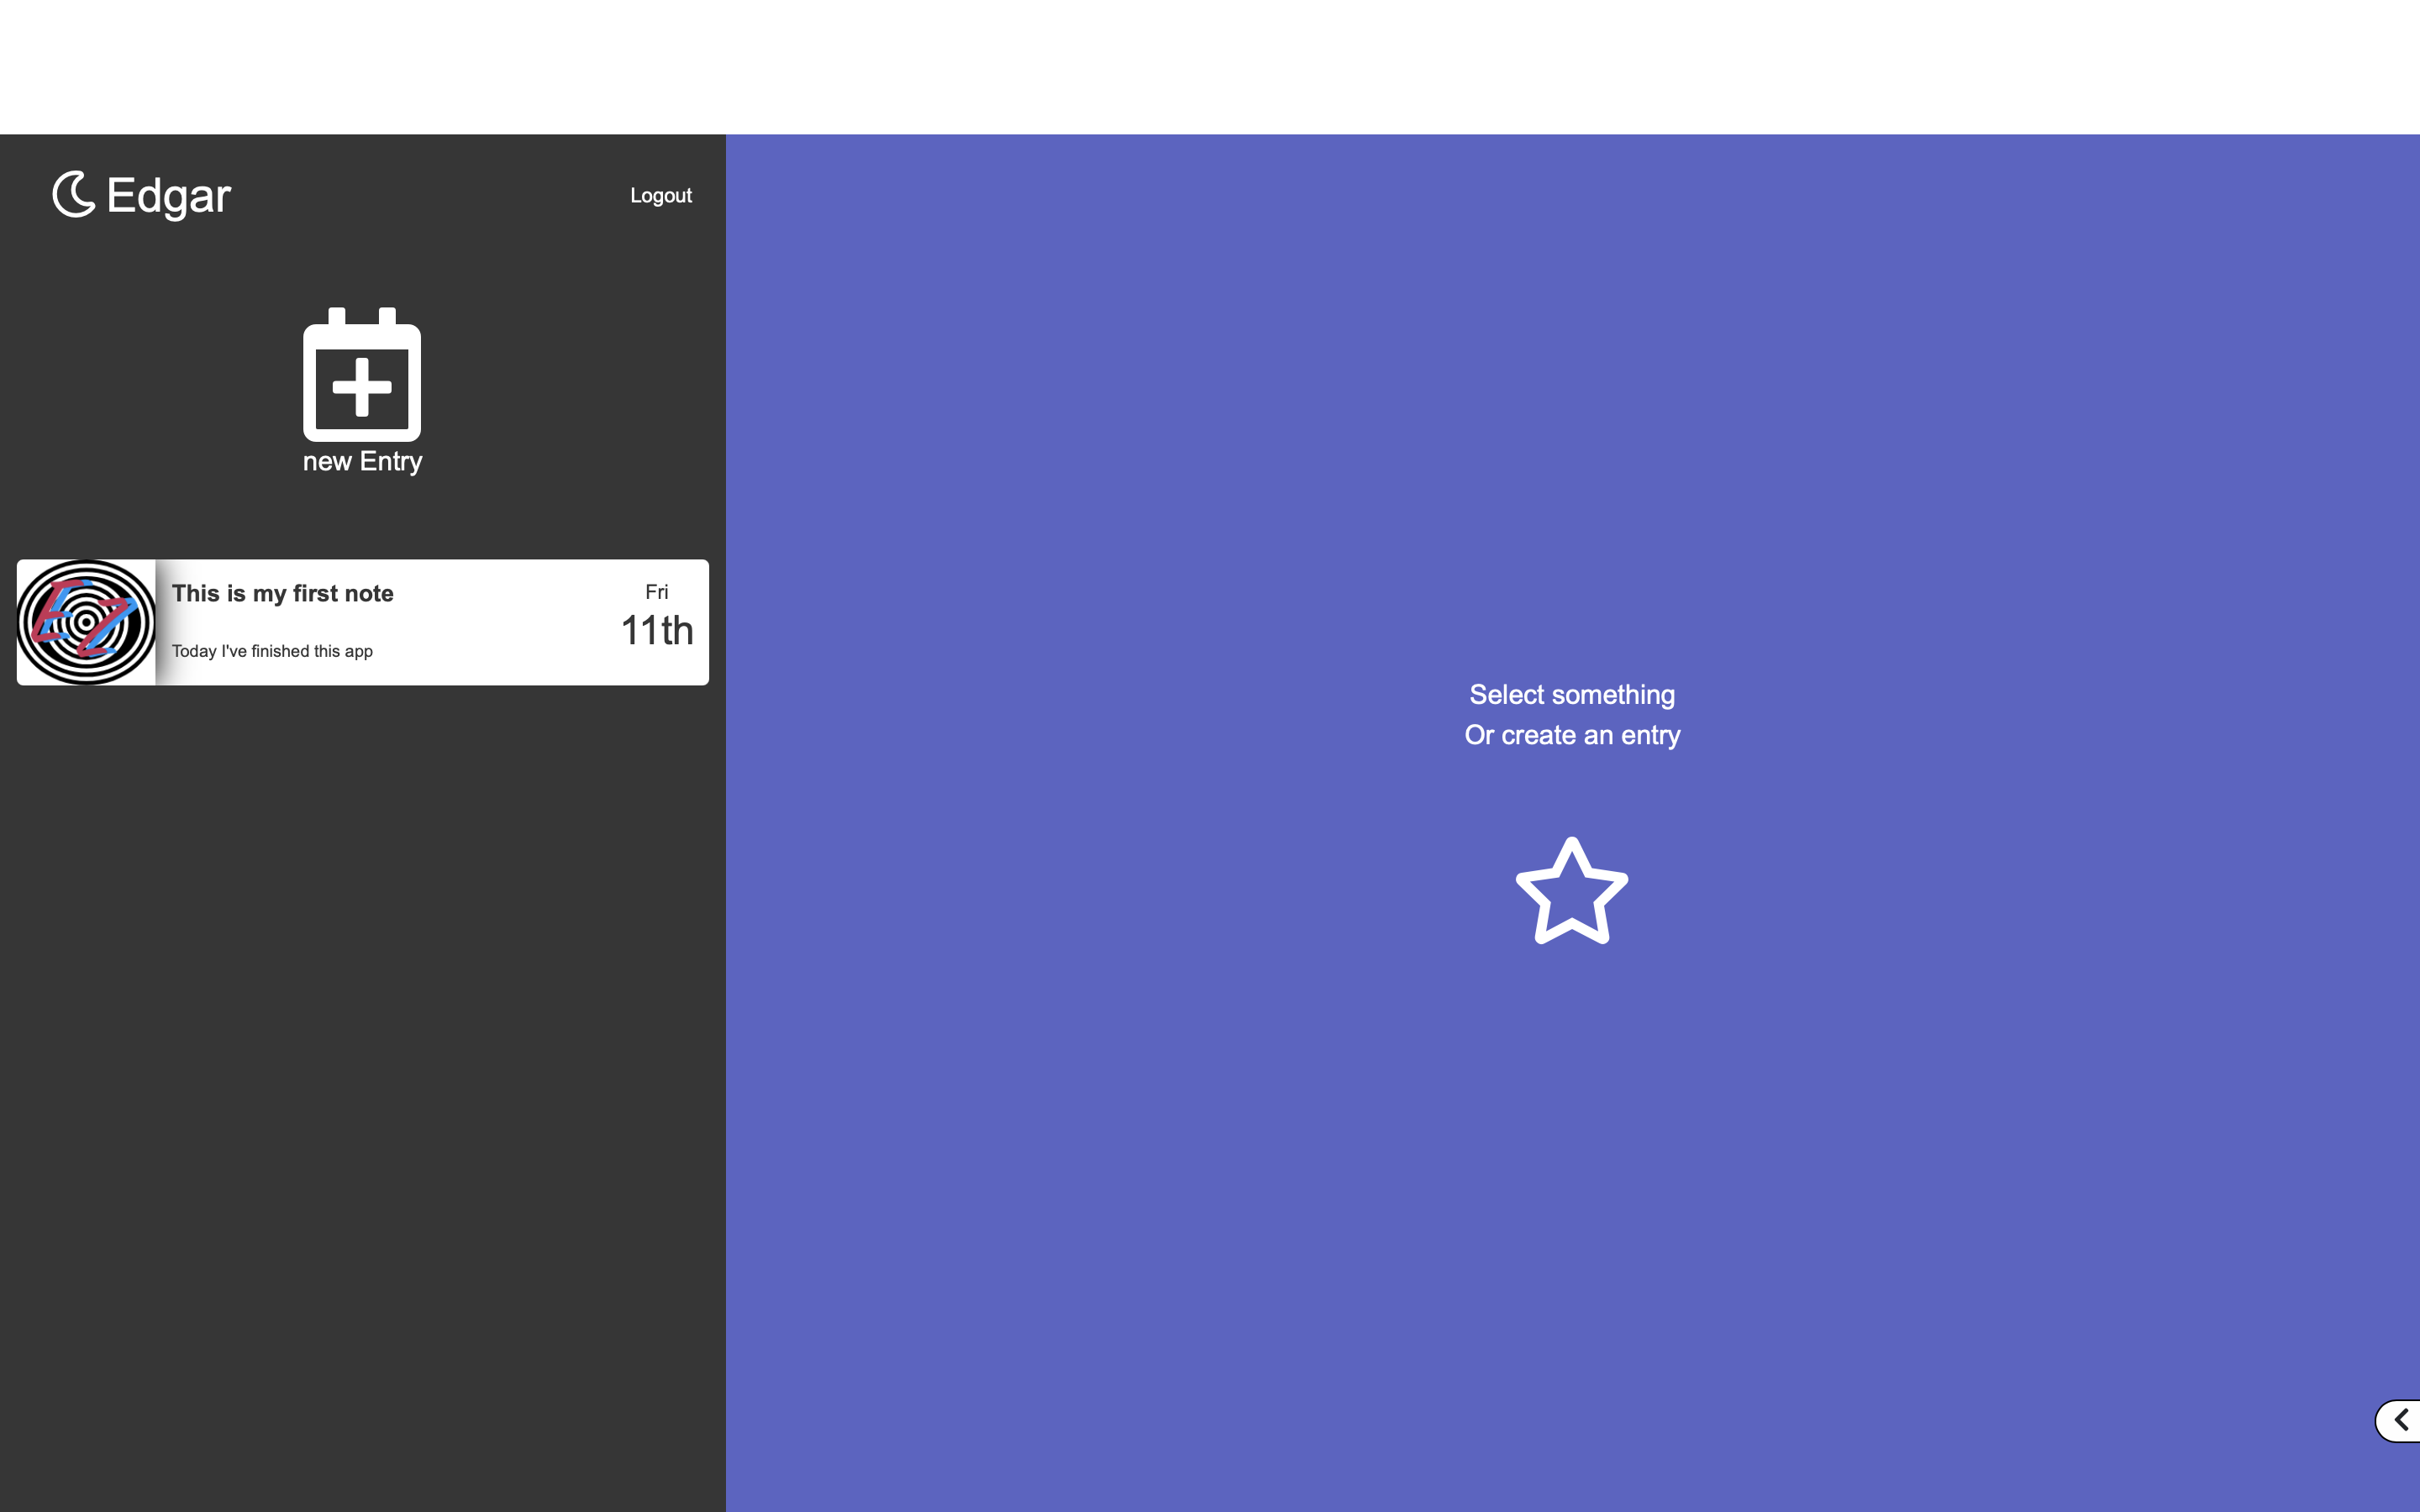 Edgar
Logout
new Entry
This is my first note
Today I've finished this app
Fri
11th
EZ
Select something
Or create an entry